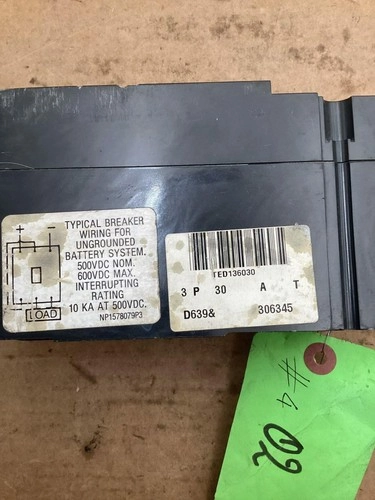 + -
LOAD
TYPICAL BREAKER
WIRING FOR
UNGROUNDED
BATTERY SYSTEM.
500VDC NOM.
600VDC MAX.
INTERRUPTING
RATING
10 KA AT 500VDC.
NP1578079P3
TED136030
3 P 30 A T
D639& 306345
#4
02